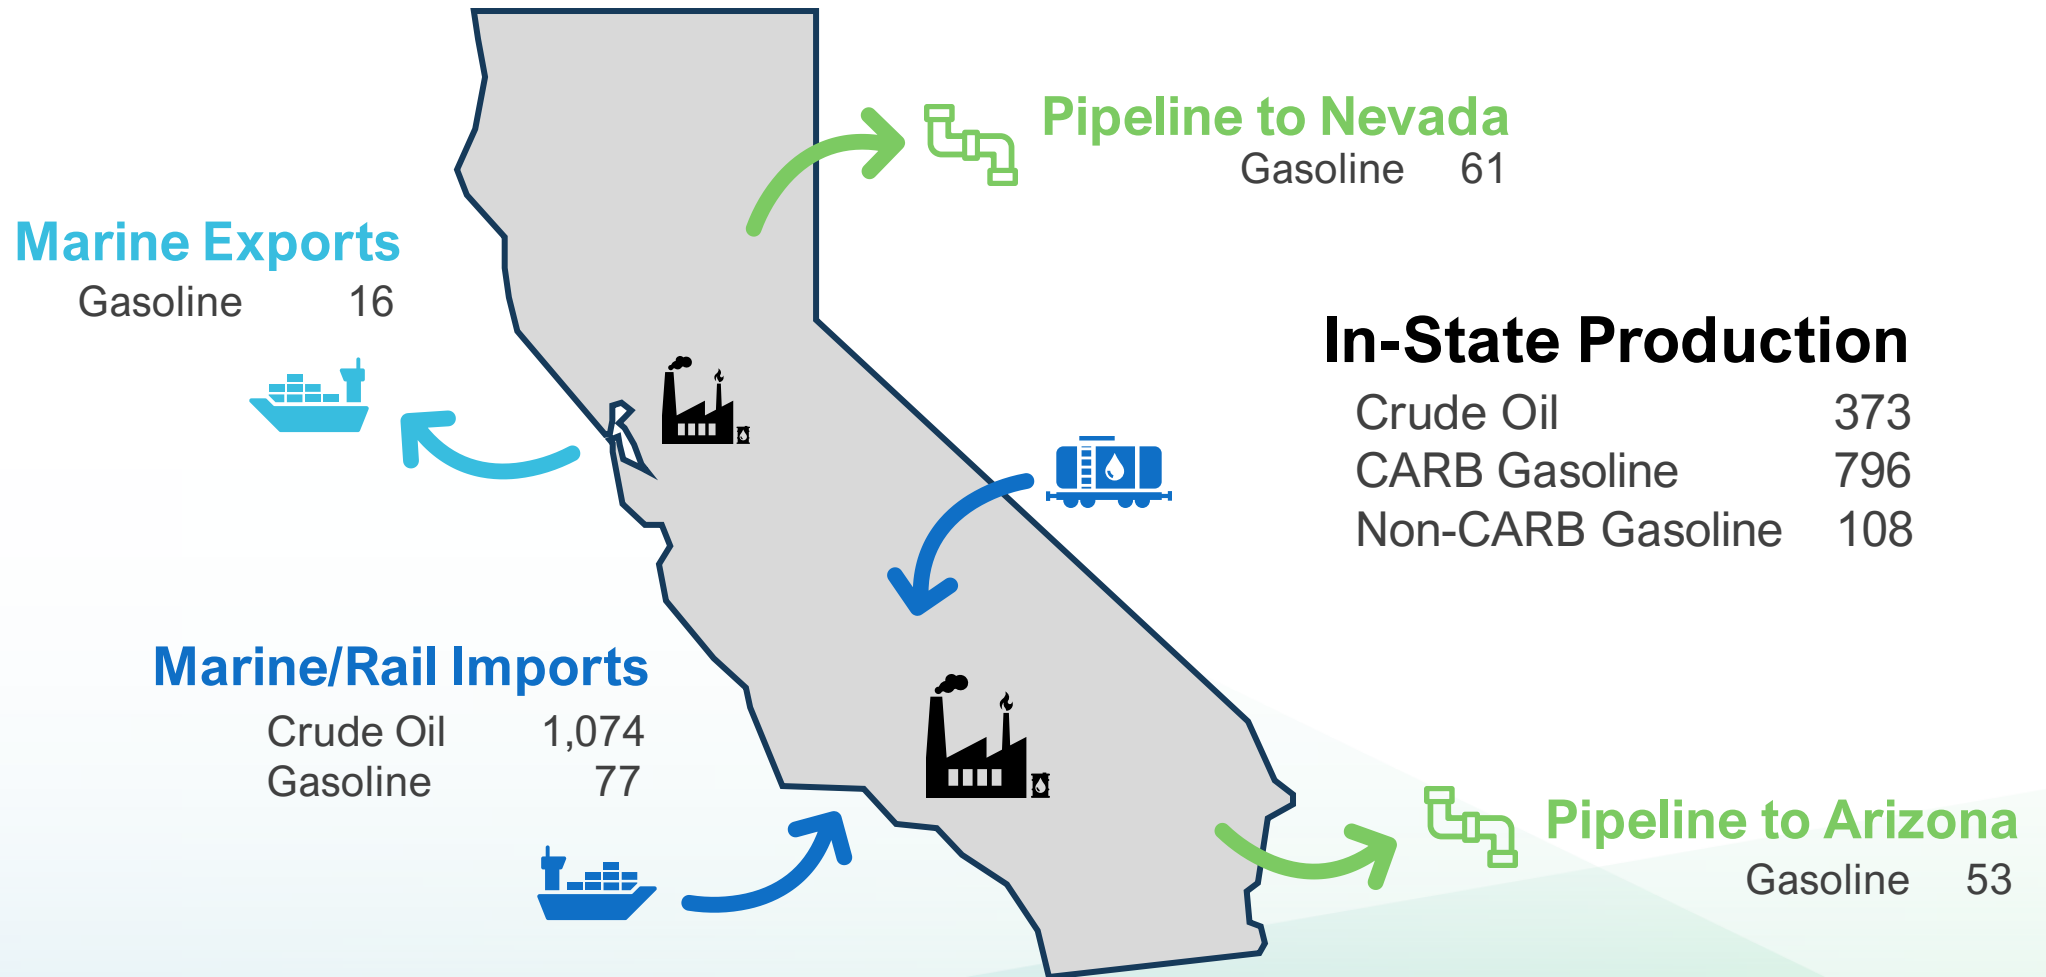 Pipeline to Nevada
Gasoline 61
Marine Exports
Gasoline 16
In-State Production
Crude Oil 373
CARB Gasoline 796
Non-CARB Gasoline 108
Marine/Rail Imports
Crude Oil 1,074
Gasoline 77
Pipeline to Arizona
Gasoline 53